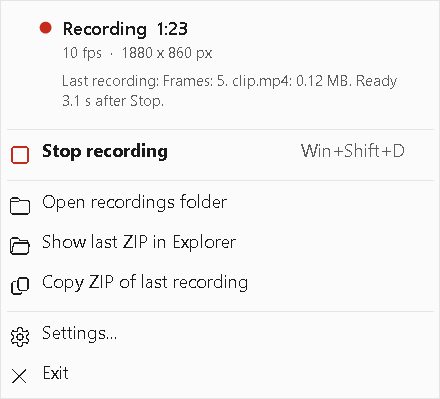 Recording 1:23
10 fps · 1880 x 860 px
Last recording: Frames: 5. clip.mp4: 0.12 MB. Ready
3.1 s after Stop.
Stop recording Win+Shift+D
Open recordings folder
Show last ZIP in Explorer
Copy ZIP of last recording
Settings...
Exit